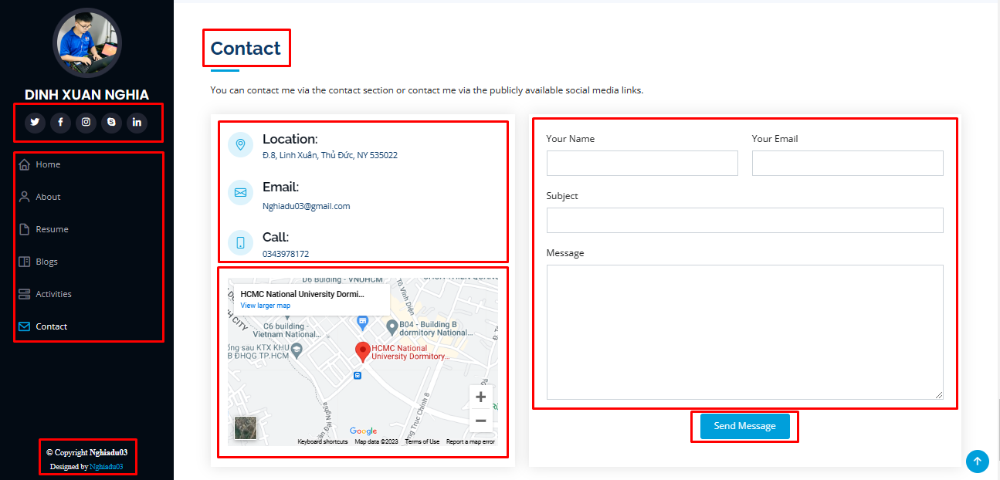 DINH XUAN NGHIA
Home
About
Resume
Blogs
Activities
Contact
© Copyright Nghiadu03
Designed by Nghiadu03
Contact
You can contact me via the contact section or contact me via the publicly available social media links.
Location:
Đ.8, Linh Xuân, Thủ Đức, NY 535022
Email:
Nghiadu03@gmail.com
Call:
0343978172
D6 Building - VNUHCM
HCMC National University Dormi...
View larger map
Tô Vĩnh Diện
H CITY
C6 building -
Vietnam National...
B04 - Building B
dormitory National...
ổng sau KTX KHU
B ĐHQG TP.HCM
HCMC National
University Dormitory...
ng Trục Chính 8
Google
Keyboard shortcuts
Map data ©2023
Terms of Use
Report a map error
Your Name
Your Email
Subject
Message
Send Message